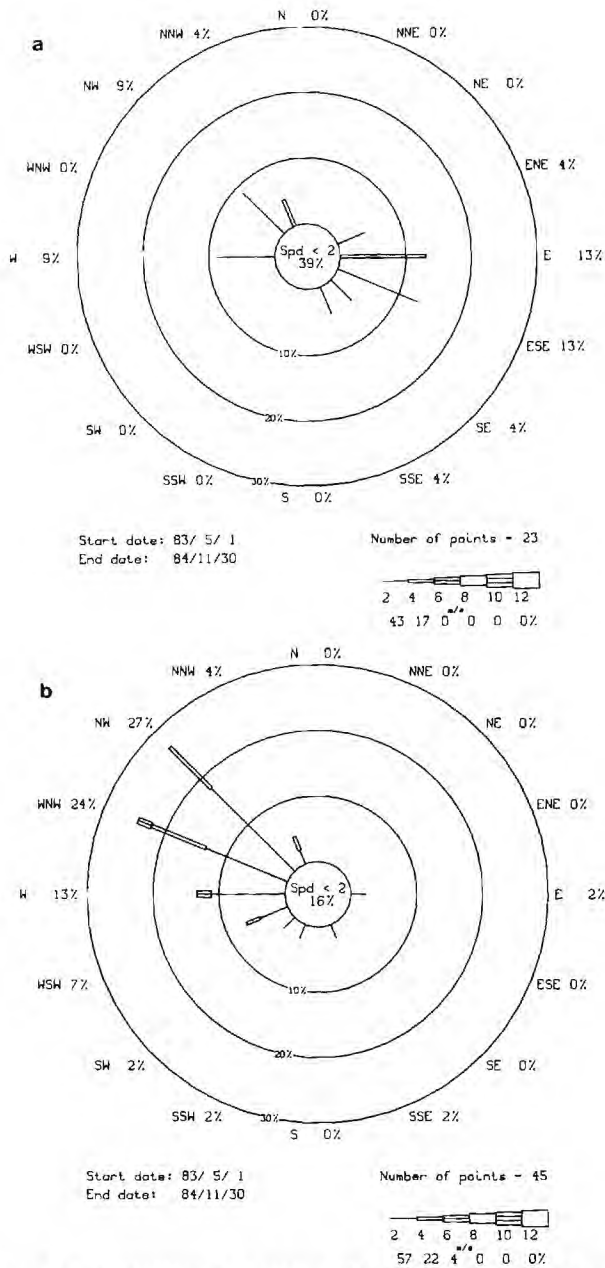 N 0%
NNW 4%
NNE 0%
a
NW 9%
NE 0%
WNW 0%
ENE 4%
Spd < 2
39%
W 9%
E 13%
WSW 0%
ESE 13%
10%
SW 0%
SE 4%
20%
SSW 0%
SSE 4%
30%
S 0%
Start date: 83/ 5/ 1
End date: 84/11/30
Number of points - 23
2 4 6 8 10 12
m/s
43 17 0 0 0 0%
N 0%
NNW 4%
NNE 0%
b
NW 27%
NE 0%
WNW 24%
ENE 0%
Spd < 2
16%
W 13%
E 2%
WSW 7%
ESE 0%
10%
SW 2%
SE 0%
20%
SSW 2%
SSE 2%
30%
S 0%
Start date: 83/ 5/ 1
End date: 84/11/30
Number of points - 45
2 4 6 8 10 12
m/s
57 22 4 0 0 0%